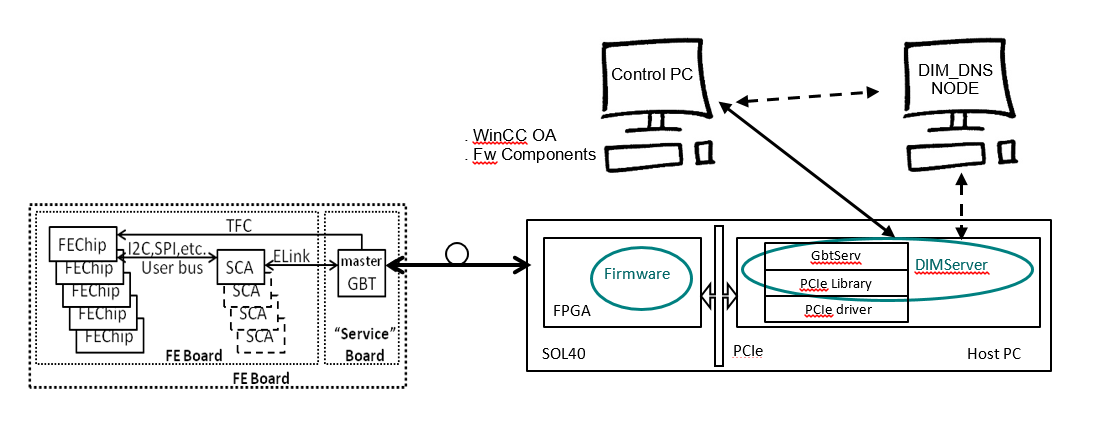 Control PC
DIM_DNS
NODE
. WinCC OA
. Fw Components
TFC
FEChip
I2C,SPI,etc..
User bus
SCA
ELink
master
GBT
FEChip
FEChip
FEChip
FEChip
SCA
SCA
SCA
"Service"
Board
FE Board
FE Board
Firmware
FPGA
SOL40
PCIe
GbtServ
PCIe Library
PCIe driver
DIMServer
Host PC